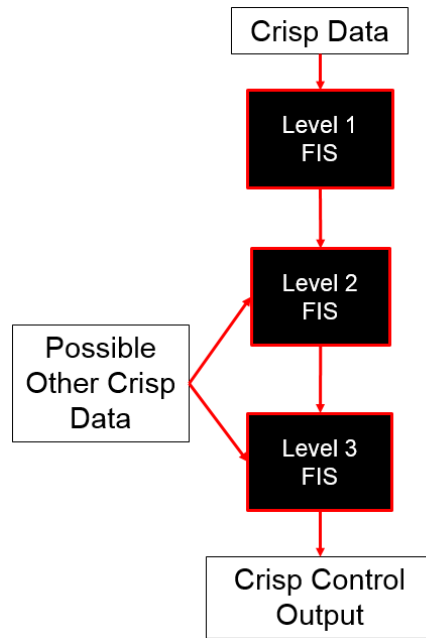 Crisp Data
Level 1
FIS
Level 2
FIS
Possible
Other Crisp
Data
Level 3
FIS
Crisp Control
Output